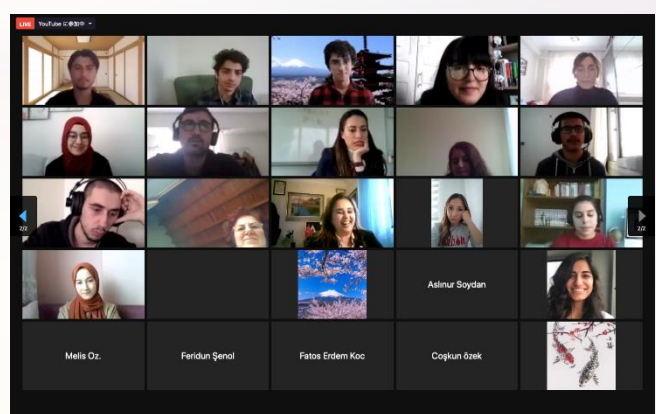 LIVE YouTube に参加中
2/2
2/2
Aslınur Soydan
Melis Oz.
Feridun Şenol
Fatos Erdem Koc
Coşkun özek